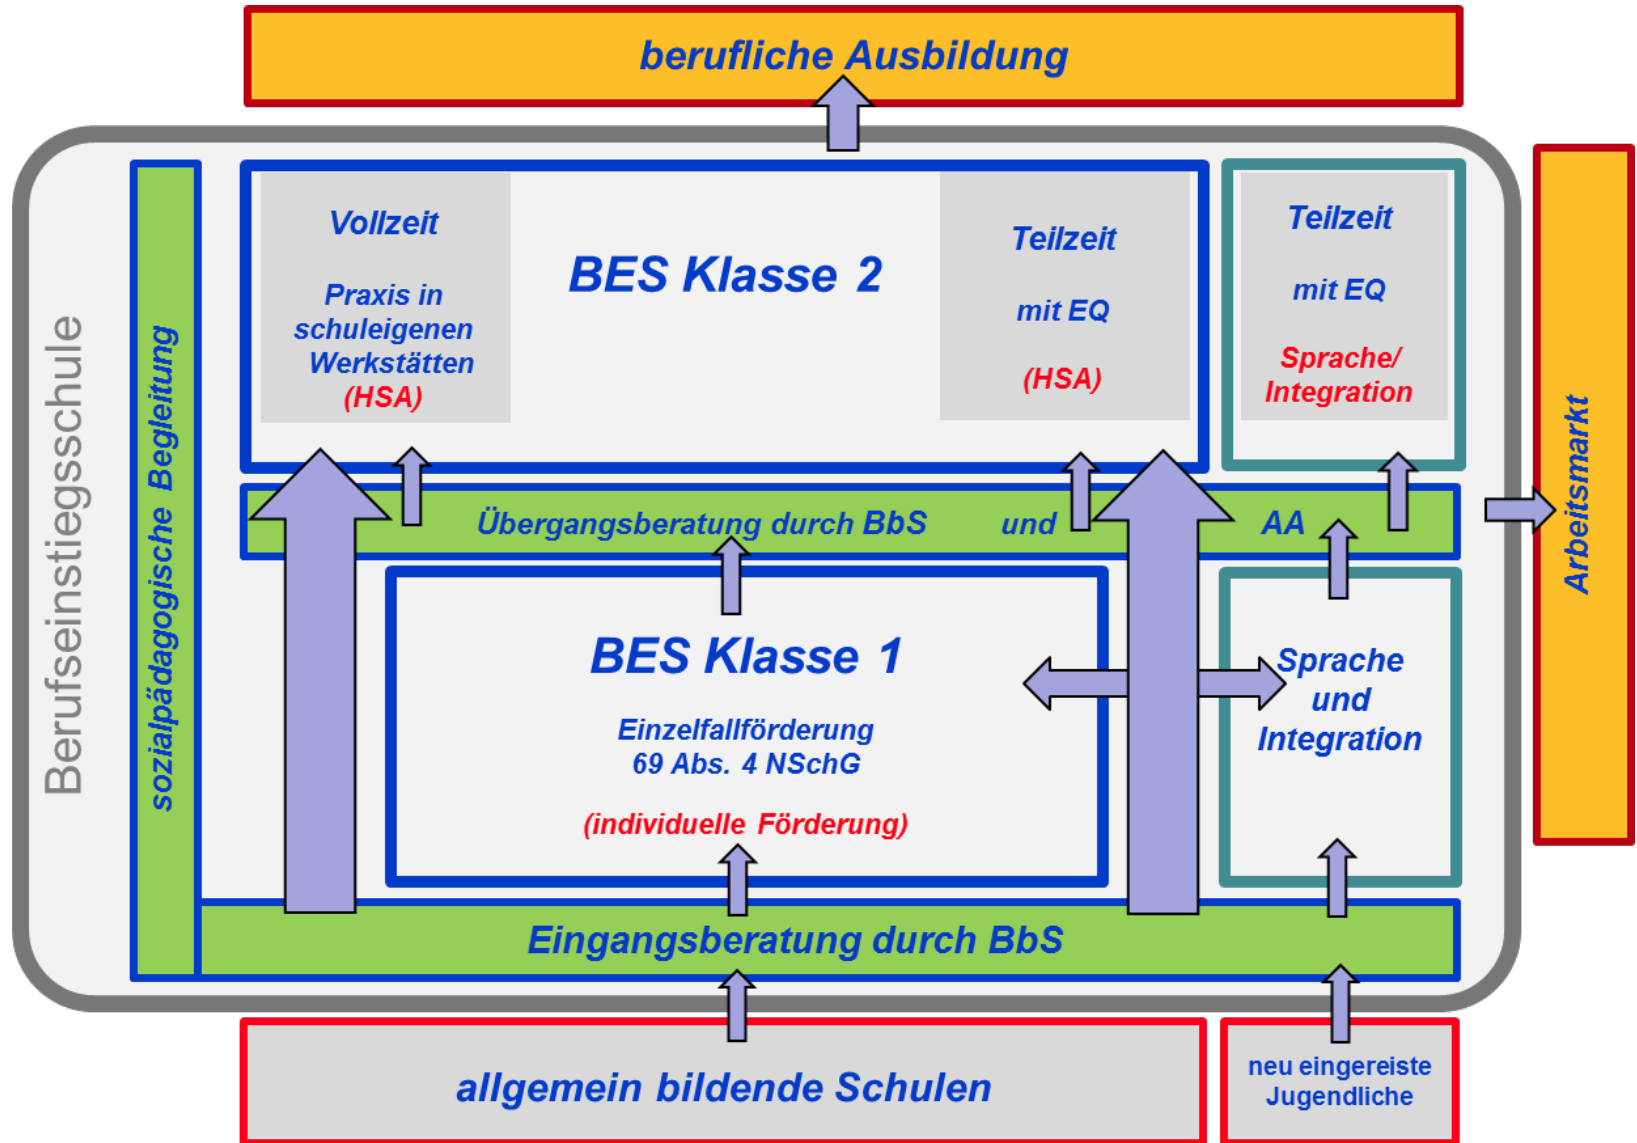 berufliche Ausbildung
Berufseinstiegsschule
sozialpädagogische Begleitung
Vollzeit
Praxis in
schuleigenen
Werkstätten
(HSA)
BES Klasse 2
Teilzeit
mit EQ
(HSA)
Teilzeit
mit EQ
Sprache/
Integration
Arbeitsmarkt
Übergangsberatung durch BbS und AA
BES Klasse 1
Einzelfallförderung
69 Abs. 4 NSchG
(individuelle Förderung)
Sprache
und
Integration
Eingangsberatung durch BbS
allgemein bildende Schulen
neu eingereiste
Jugendliche